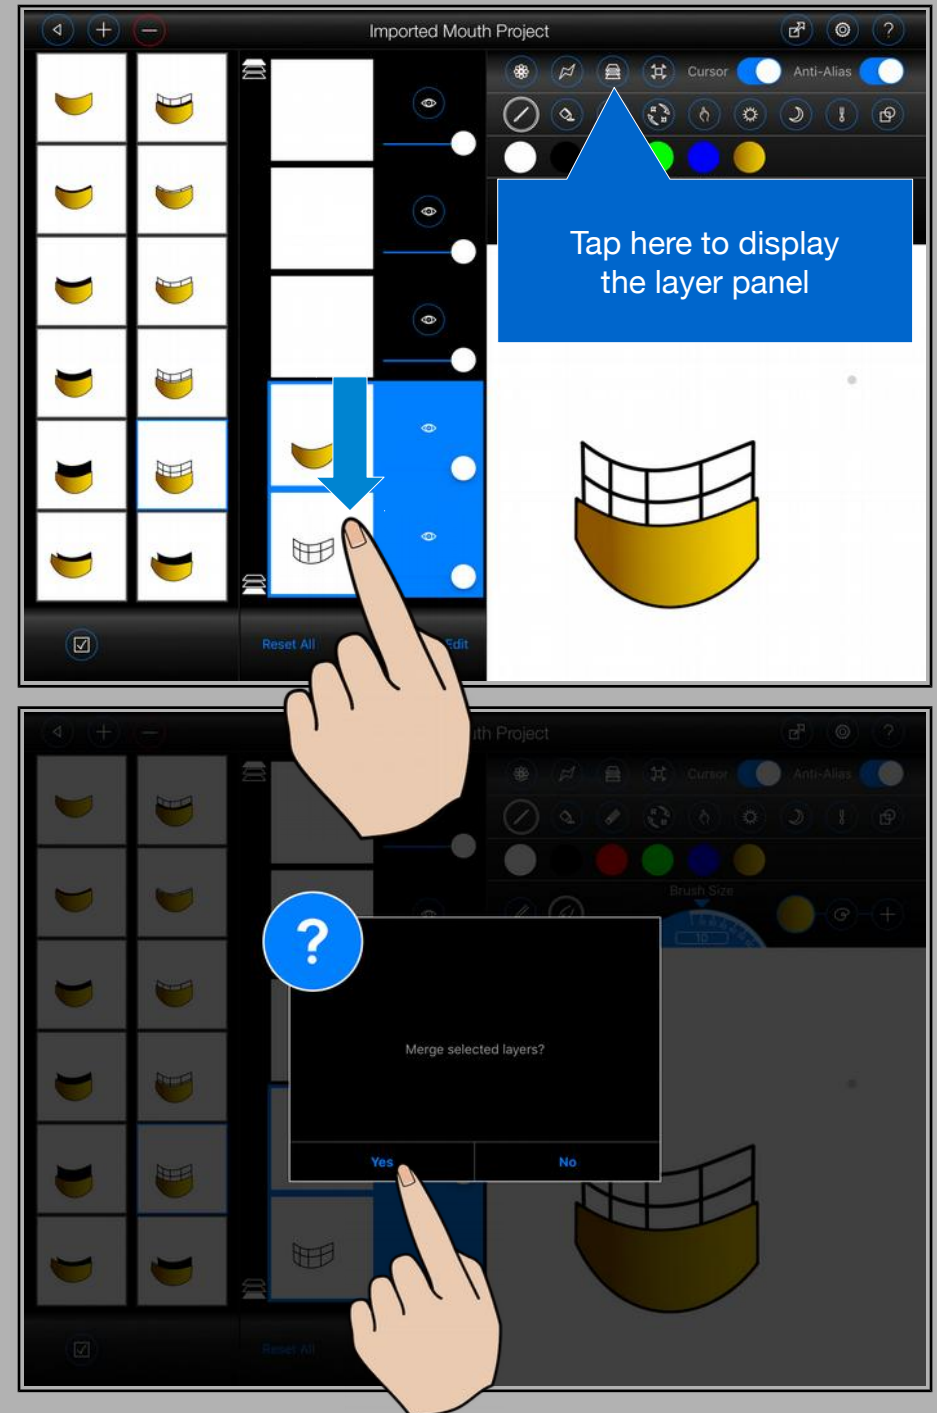 Imported Mouth Project
Cursor
Anti-Alias
Tap here to display
the layer panel
Reset All
Edit
uth Project
Cursor
Anti-Alias
Brush Size
10
?
Merge selected layers?
Yes
No
Reset All